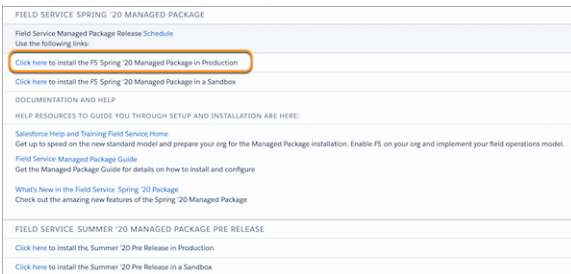 FIELD SERVICE SPRING '20 MANAGED PACKAGE
Field Service Managed Package Release Schedule
Use the following links:
Click here to install the FS Spring '20 Managed Package in Production
Click here to install the FS Spring '20 Managed Package in a Sandbox
DOCUMENTATION AND HELP
HELP RESOURCES TO GUIDE YOU THROUGH SETUP AND INSTALLATION ARE HERE:
Salesforce Help and Training Field Service Home
Get up to speed on the new standard model and prepare your org for the Managed Package installation. Enable FS on your org and implement your field operations model.
Field Service Managed Package Guide
Get the Managed Package Guide for details on how to install and configure
What's New in the Field Service Spring '20 Package
Check out the amazing new features of the Spring '20 Managed Package
FIELD SERVICE SUMMER '20 MANAGED PACKAGE PRE RELEASE
Click here to install the Summer '20 Pre Release in Production
Click here to install the Summer '20 Pre Release in a Sandbox